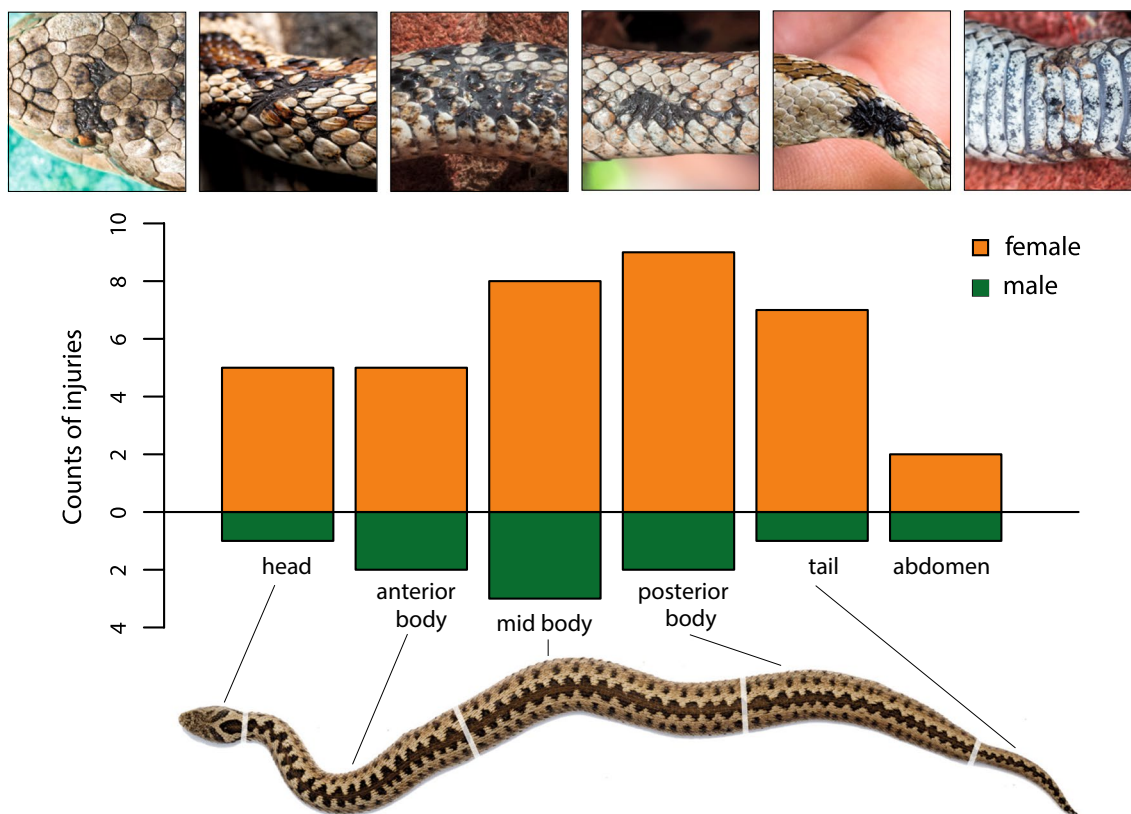 10
8
6
4
2
0
2
4
Counts of injuries
female
male
head
anterior
body
mid body
posterior
body
tail
abdomen